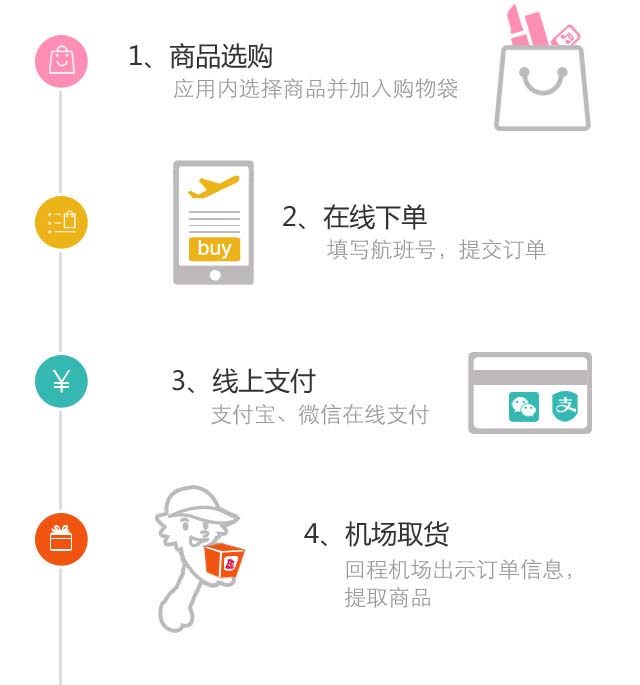 1、商品选购
应用内选择商品并加入购物袋
buy
2、在线下单
填写航班号，提交订单
¥
3、线上支付
支付宝、微信在线支付
支
4、机场取货
回程机场出示订单信息，
提取商品